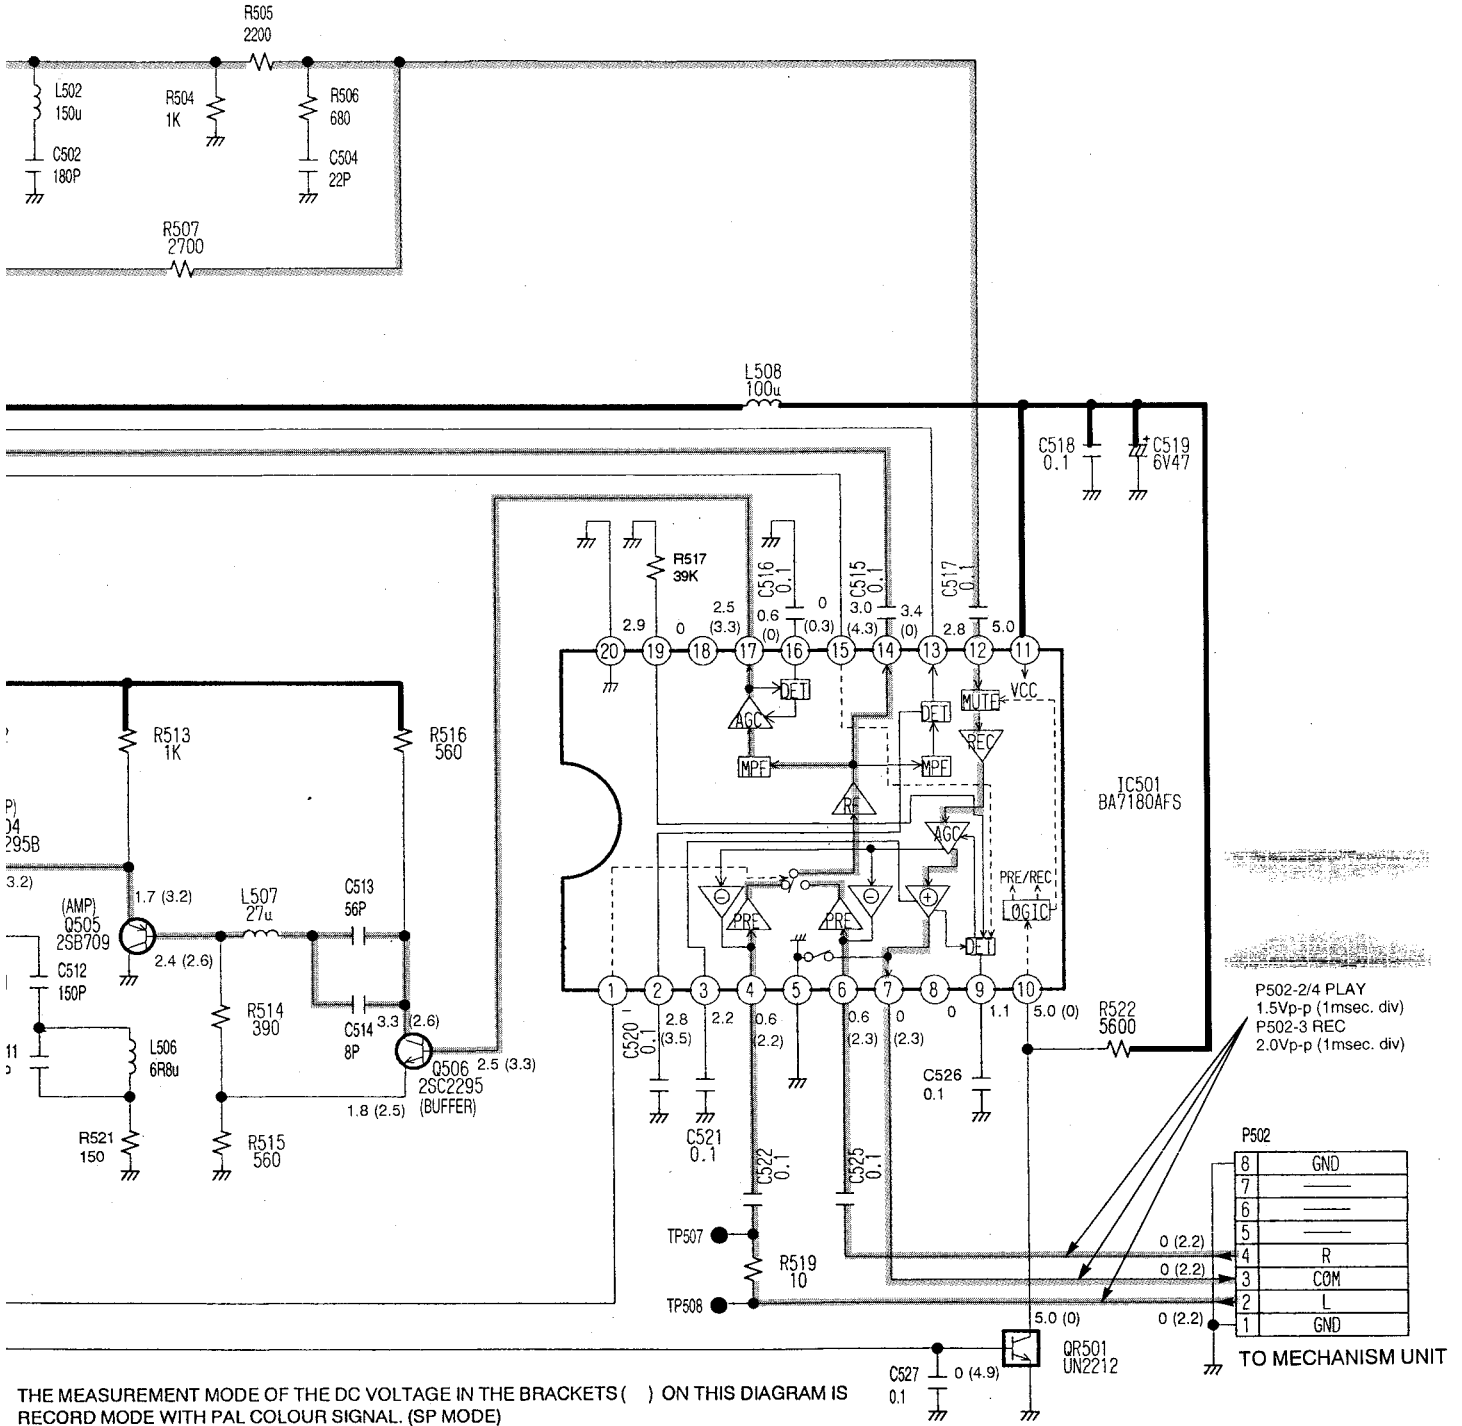 R505
2200
L502
150u
R504
1K
R506
680
C502
180P
C504
22P
R507
2700
L508
100u
C518
0.1
+
C519
6V47
R517
39K
C516
0.1
C515
0.1
C517
0.1
2.9
0
2.5
(3.3)
0.6
(0)
0
(0.3)
3.0
(4.3)
3.4
(0)
2.8
5.0
20
19
18
17
16
15
14
13
12
11
DET
AGC
MPF
DET
MPF
MUTE
VCC
REC
RF
AGC
IC501
BA7180AFS
PRE/REC
LOGIC
PRE
PRE
−
−
+
DET
1
2
3
4
5
6
7
8
9
10
R513
1K
R516
560
P)
04
295B
3.2)
1.7 (3.2)
(AMP)
Q505
2SB709
L507
27u
C513
56P
2.4 (2.6)
C512
150P
R514
390
C514
8P
3.3 (2.6)
11
L506
6R8u
Q506
2SC2295
(BUFFER)
2.5 (3.3)
1.8 (2.5)
R521
150
R515
560
C520
0.1
2.8
(3.5)
2.2
0.6
(2.2)
0.6
(2.3)
0
(2.3)
0
1.1
5.0 (0)
C521
0.1
C522
0.1
C525
0.1
C526
0.1
R522
5600
P502-2/4 PLAY
1.5Vp-p (1msec. div)
P502-3 REC
2.0Vp-p (1msec. div)
TP507
R519
10
TP508
P502
8 GND
7
6
5
0 (2.2) 4 R
0 (2.2) 3 COM
2 L
0 (2.2) 1 GND
TO MECHANISM UNIT
5.0 (0)
QR501
UN2212
C527
0.1
0 (4.9)
THE MEASUREMENT MODE OF THE DC VOLTAGE IN THE BRACKETS ( ) ON THIS DIAGRAM IS
RECORD MODE WITH PAL COLOUR SIGNAL. (SP MODE)